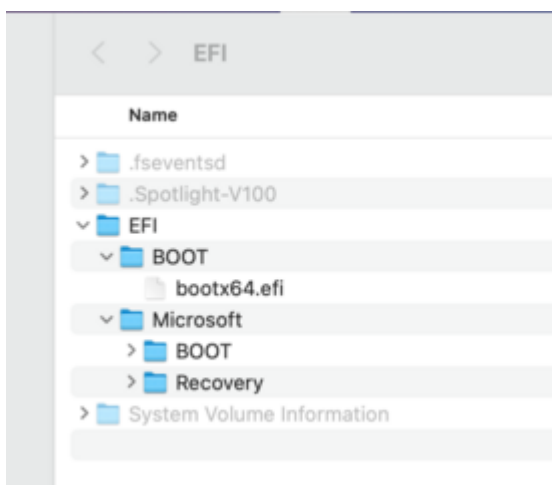 EFI
Name
.fseventsd
.Spotlight-V100
EFI
BOOT
bootx64.efi
Microsoft
BOOT
Recovery
System Volume Information